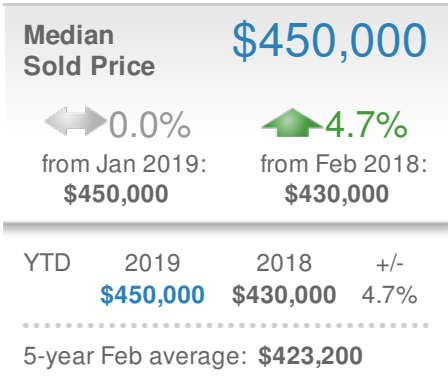 Median $450,000
Sold Price
0.0% 4.7%
from Jan 2019: from Feb 2018:
$450,000 $430,000
YTD 2019 2018 +/-
$450,000 $430,000 4.7%
5-year Feb average: $423,200